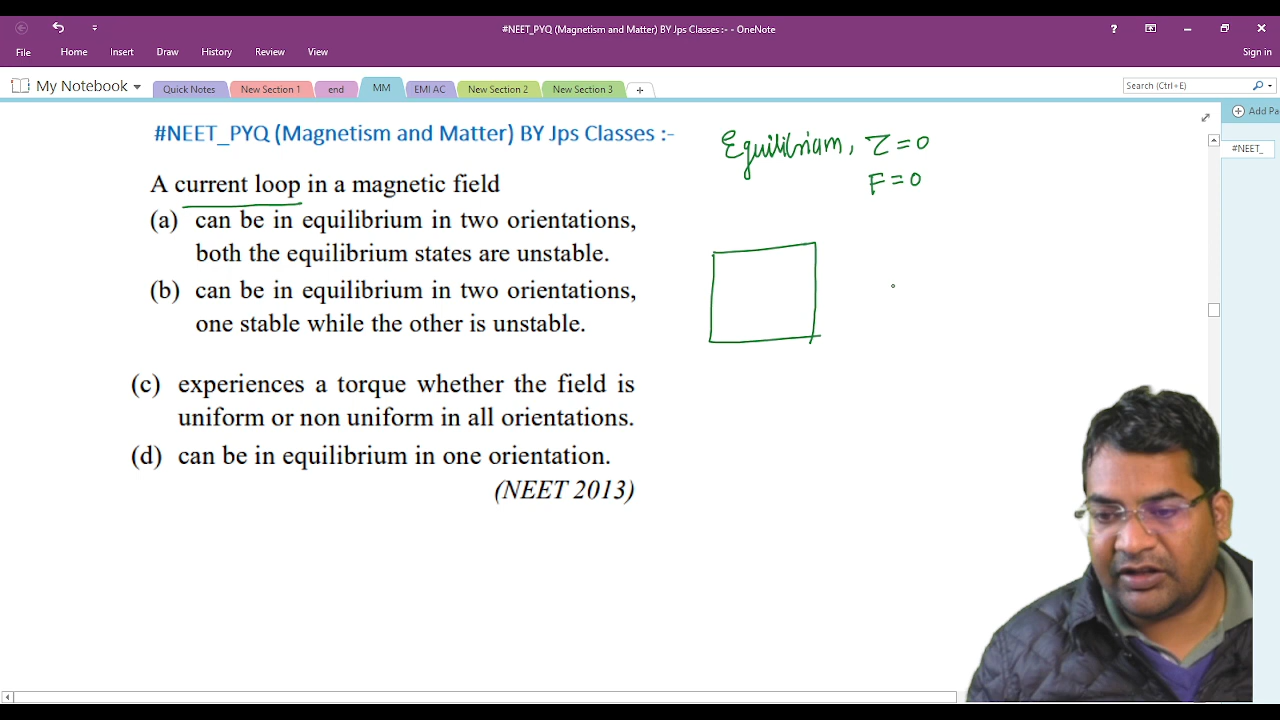 #NEET_PYQ (Magnetism and Matter) BY Jps Classes :- - OneNote
?
File Home Insert Draw History Review View
Sign in
My Notebook Quick Notes New Section 1 end MM EMI AC New Section 2 New Section 3 +
Search (Ctrl+E)
Add Pa
#NEET_
#NEET_PYQ (Magnetism and Matter) BY Jps Classes :-
A current loop in a magnetic field
(a) can be in equilibrium in two orientations,
both the equilibrium states are unstable.
(b) can be in equilibrium in two orientations,
one stable while the other is unstable.
(c) experiences a torque whether the field is
uniform or non uniform in all orientations.
(d) can be in equilibrium in one orientation.
(NEET 2013)
Equilibrium, τ = 0
F = 0